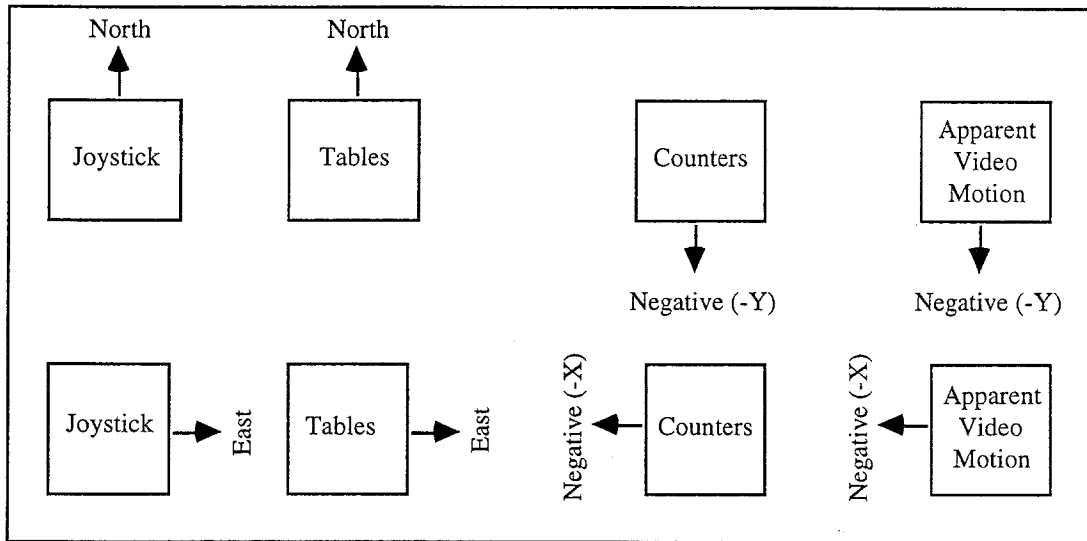 North
North
Joystick
Tables
Counters
Apparent
Video
Motion
Negative (-Y)
Negative (-Y)
Joystick
East
Tables
East
Negative (-X)
Counters
Negative (-X)
Apparent
Video
Motion